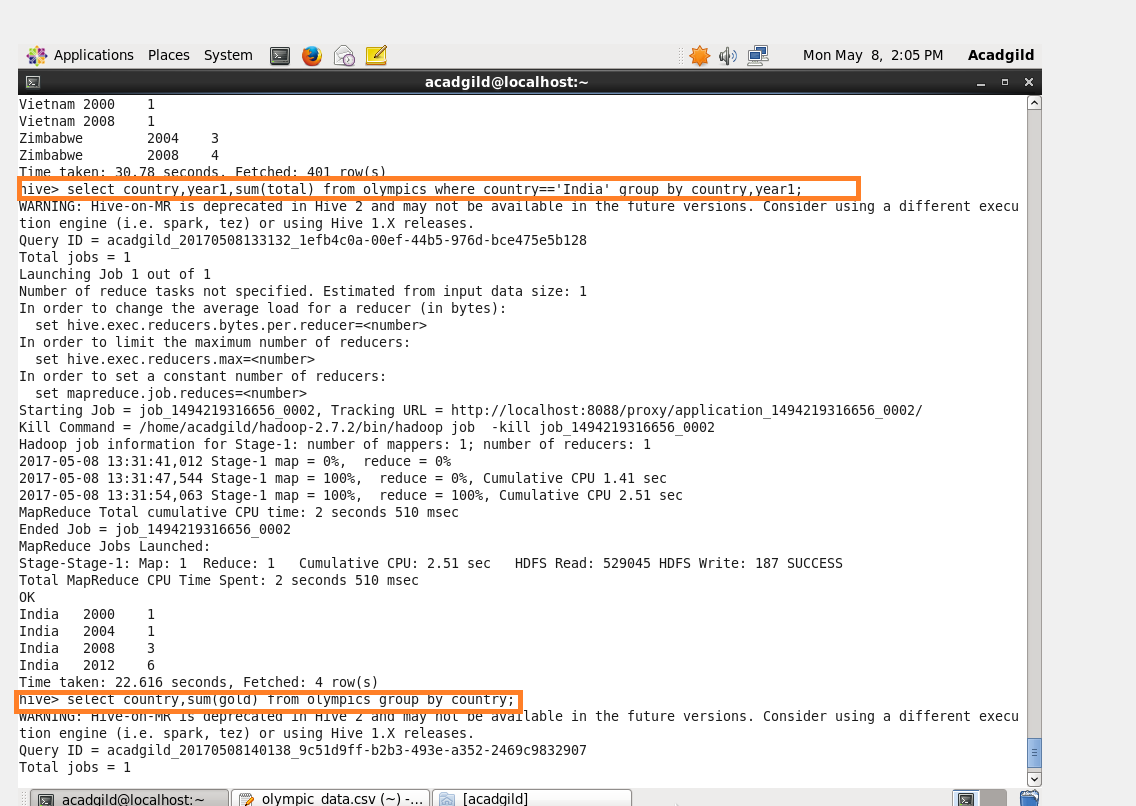 Applications Places System Mon May 8, 2:05 PM Acadgild
acadgild@localhost:~
Vietnam 2000    1
Vietnam 2008    1
Zimbabwe        2004    3
Zimbabwe        2008    4
Time taken: 30.78 seconds, Fetched: 401 row(s)
hive> select country,year1,sum(total) from olympics where country=='India' group by country,year1;
WARNING: Hive-on-MR is deprecated in Hive 2 and may not be available in the future versions. Consider using a different execu
tion engine (i.e. spark, tez) or using Hive 1.X releases.
Query ID = acadgild_20170508133132_1efb4c0a-00ef-44b5-976d-bce475e5b128
Total jobs = 1
Launching Job 1 out of 1
Number of reduce tasks not specified. Estimated from input data size: 1
In order to change the average load for a reducer (in bytes):
  set hive.exec.reducers.bytes.per.reducer=<number>
In order to limit the maximum number of reducers:
  set hive.exec.reducers.max=<number>
In order to set a constant number of reducers:
  set mapreduce.job.reduces=<number>
Starting Job = job_1494219316656_0002, Tracking URL = http://localhost:8088/proxy/application_1494219316656_0002/
Kill Command = /home/acadgild/hadoop-2.7.2/bin/hadoop job  -kill job_1494219316656_0002
Hadoop job information for Stage-1: number of mappers: 1; number of reducers: 1
2017-05-08 13:31:41,012 Stage-1 map = 0%,  reduce = 0%
2017-05-08 13:31:47,544 Stage-1 map = 100%,  reduce = 0%, Cumulative CPU 1.41 sec
2017-05-08 13:31:54,063 Stage-1 map = 100%,  reduce = 100%, Cumulative CPU 2.51 sec
MapReduce Total cumulative CPU time: 2 seconds 510 msec
Ended Job = job_1494219316656_0002
MapReduce Jobs Launched:
Stage-Stage-1: Map: 1  Reduce: 1   Cumulative CPU: 2.51 sec   HDFS Read: 529045 HDFS Write: 187 SUCCESS
Total MapReduce CPU Time Spent: 2 seconds 510 msec
OK
India   2000    1
India   2004    1
India   2008    3
India   2012    6
Time taken: 22.616 seconds, Fetched: 4 row(s)
hive> select country,sum(gold) from olympics group by country;
WARNING: Hive-on-MR is deprecated in Hive 2 and may not be available in the future versions. Consider using a different execu
tion engine (i.e. spark, tez) or using Hive 1.X releases.
Query ID = acadgild_20170508140138_9c51d9ff-b2b3-493e-a352-2469c9832907
Total jobs = 1
acadgild@localhost:~ olympic_data.csv (~) -... [acadgild]